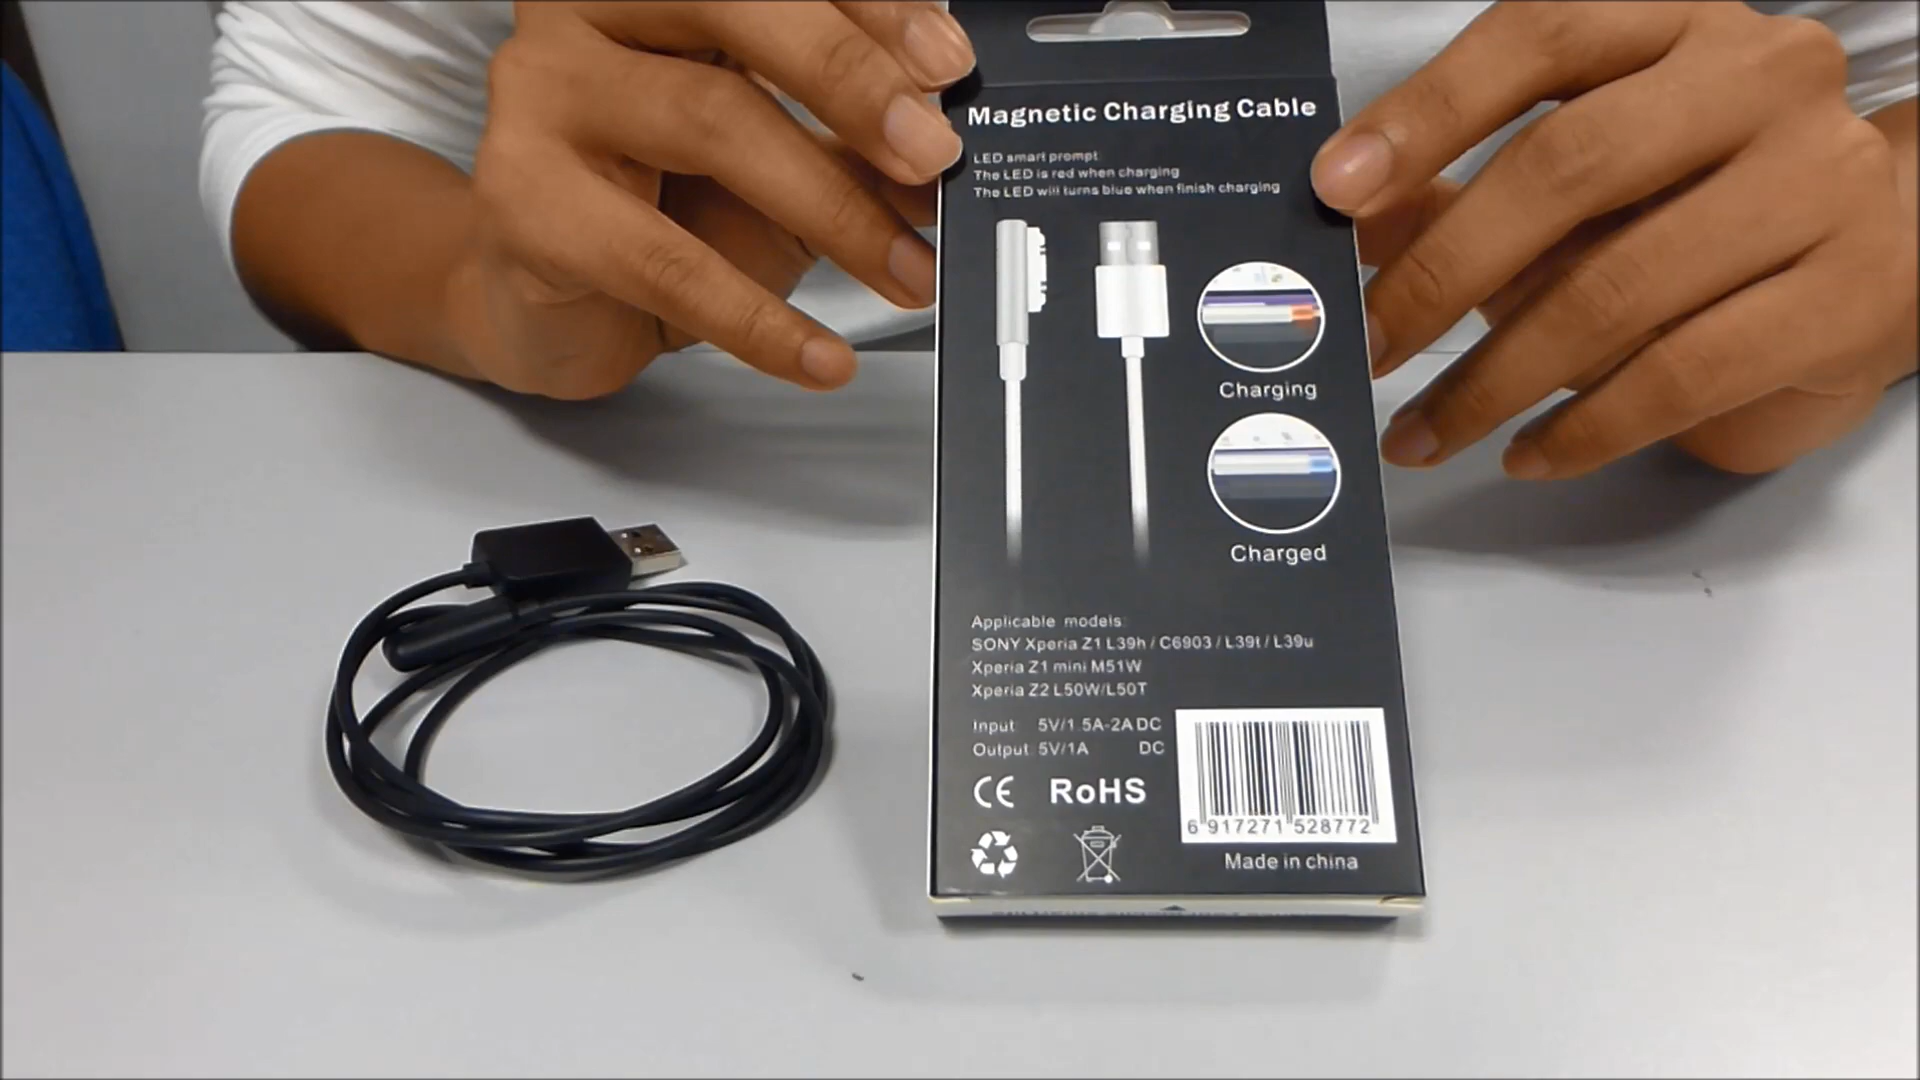 Magnetic Charging Cable
LED smart prompt:
The LED is red when charging
The LED will turns blue when finish charging
Charging
Charged
Applicable models:
SONY Xperia Z1 L39h / C6903 / L39t / L39u
Xperia Z1 mini M51W
Xperia Z2 L50W/L50T
Input: 5V/1.5A-2A DC
Output: 5V/1A DC
CE RoHS
6 917271 528772
Made in china